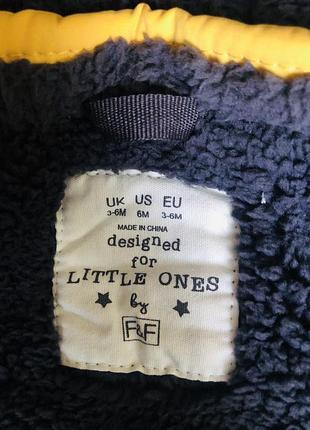 UK US EU
3-6M 6M 3-6M
MADE IN CHINA
designed
for
LITTLE ONES
by
F&F